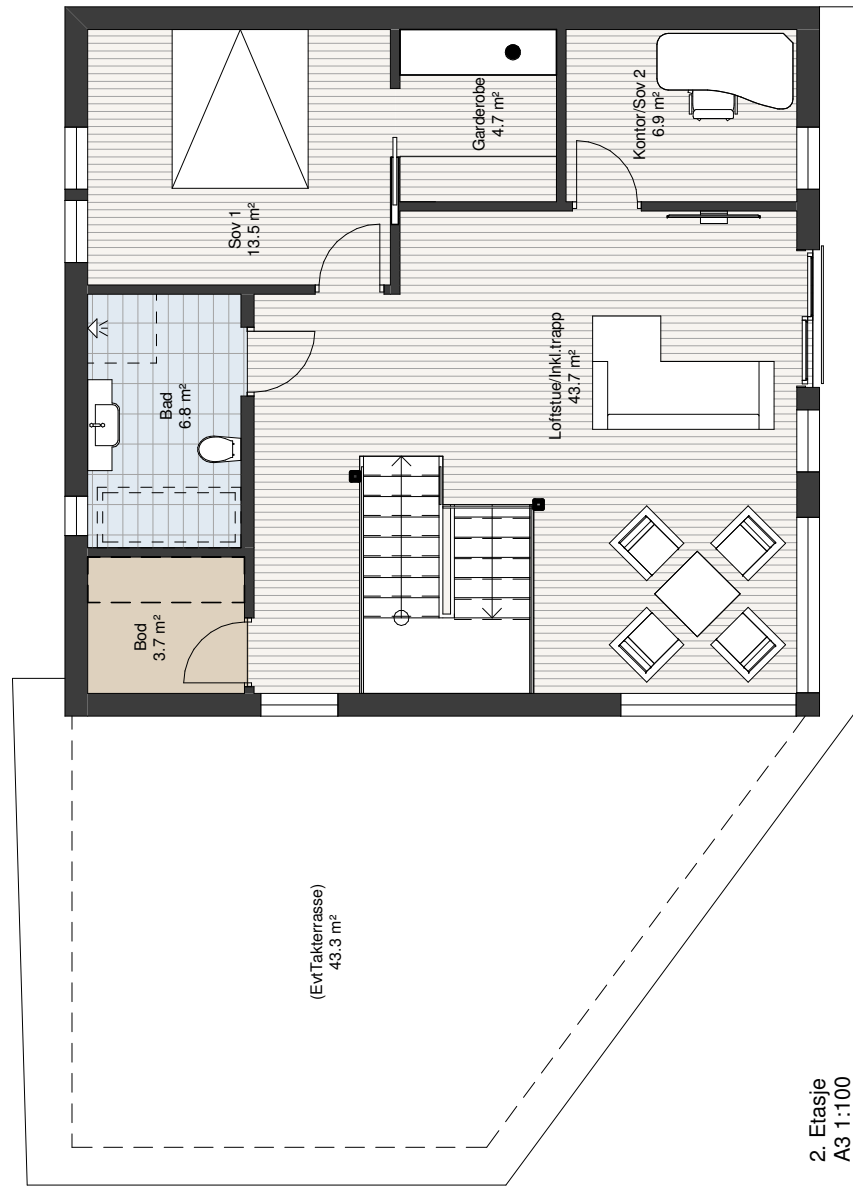 Bod
3.7 m²
Bad
6.8 m²
Sov 1
13.5 m²
Garderobe
4.7 m²
Kontor/Sov 2
6.9 m²
Loftstue/Inkl.trapp
43.7 m²
(EvtTakterrasse)
43.3 m²
2. Etasje
A3 1:100